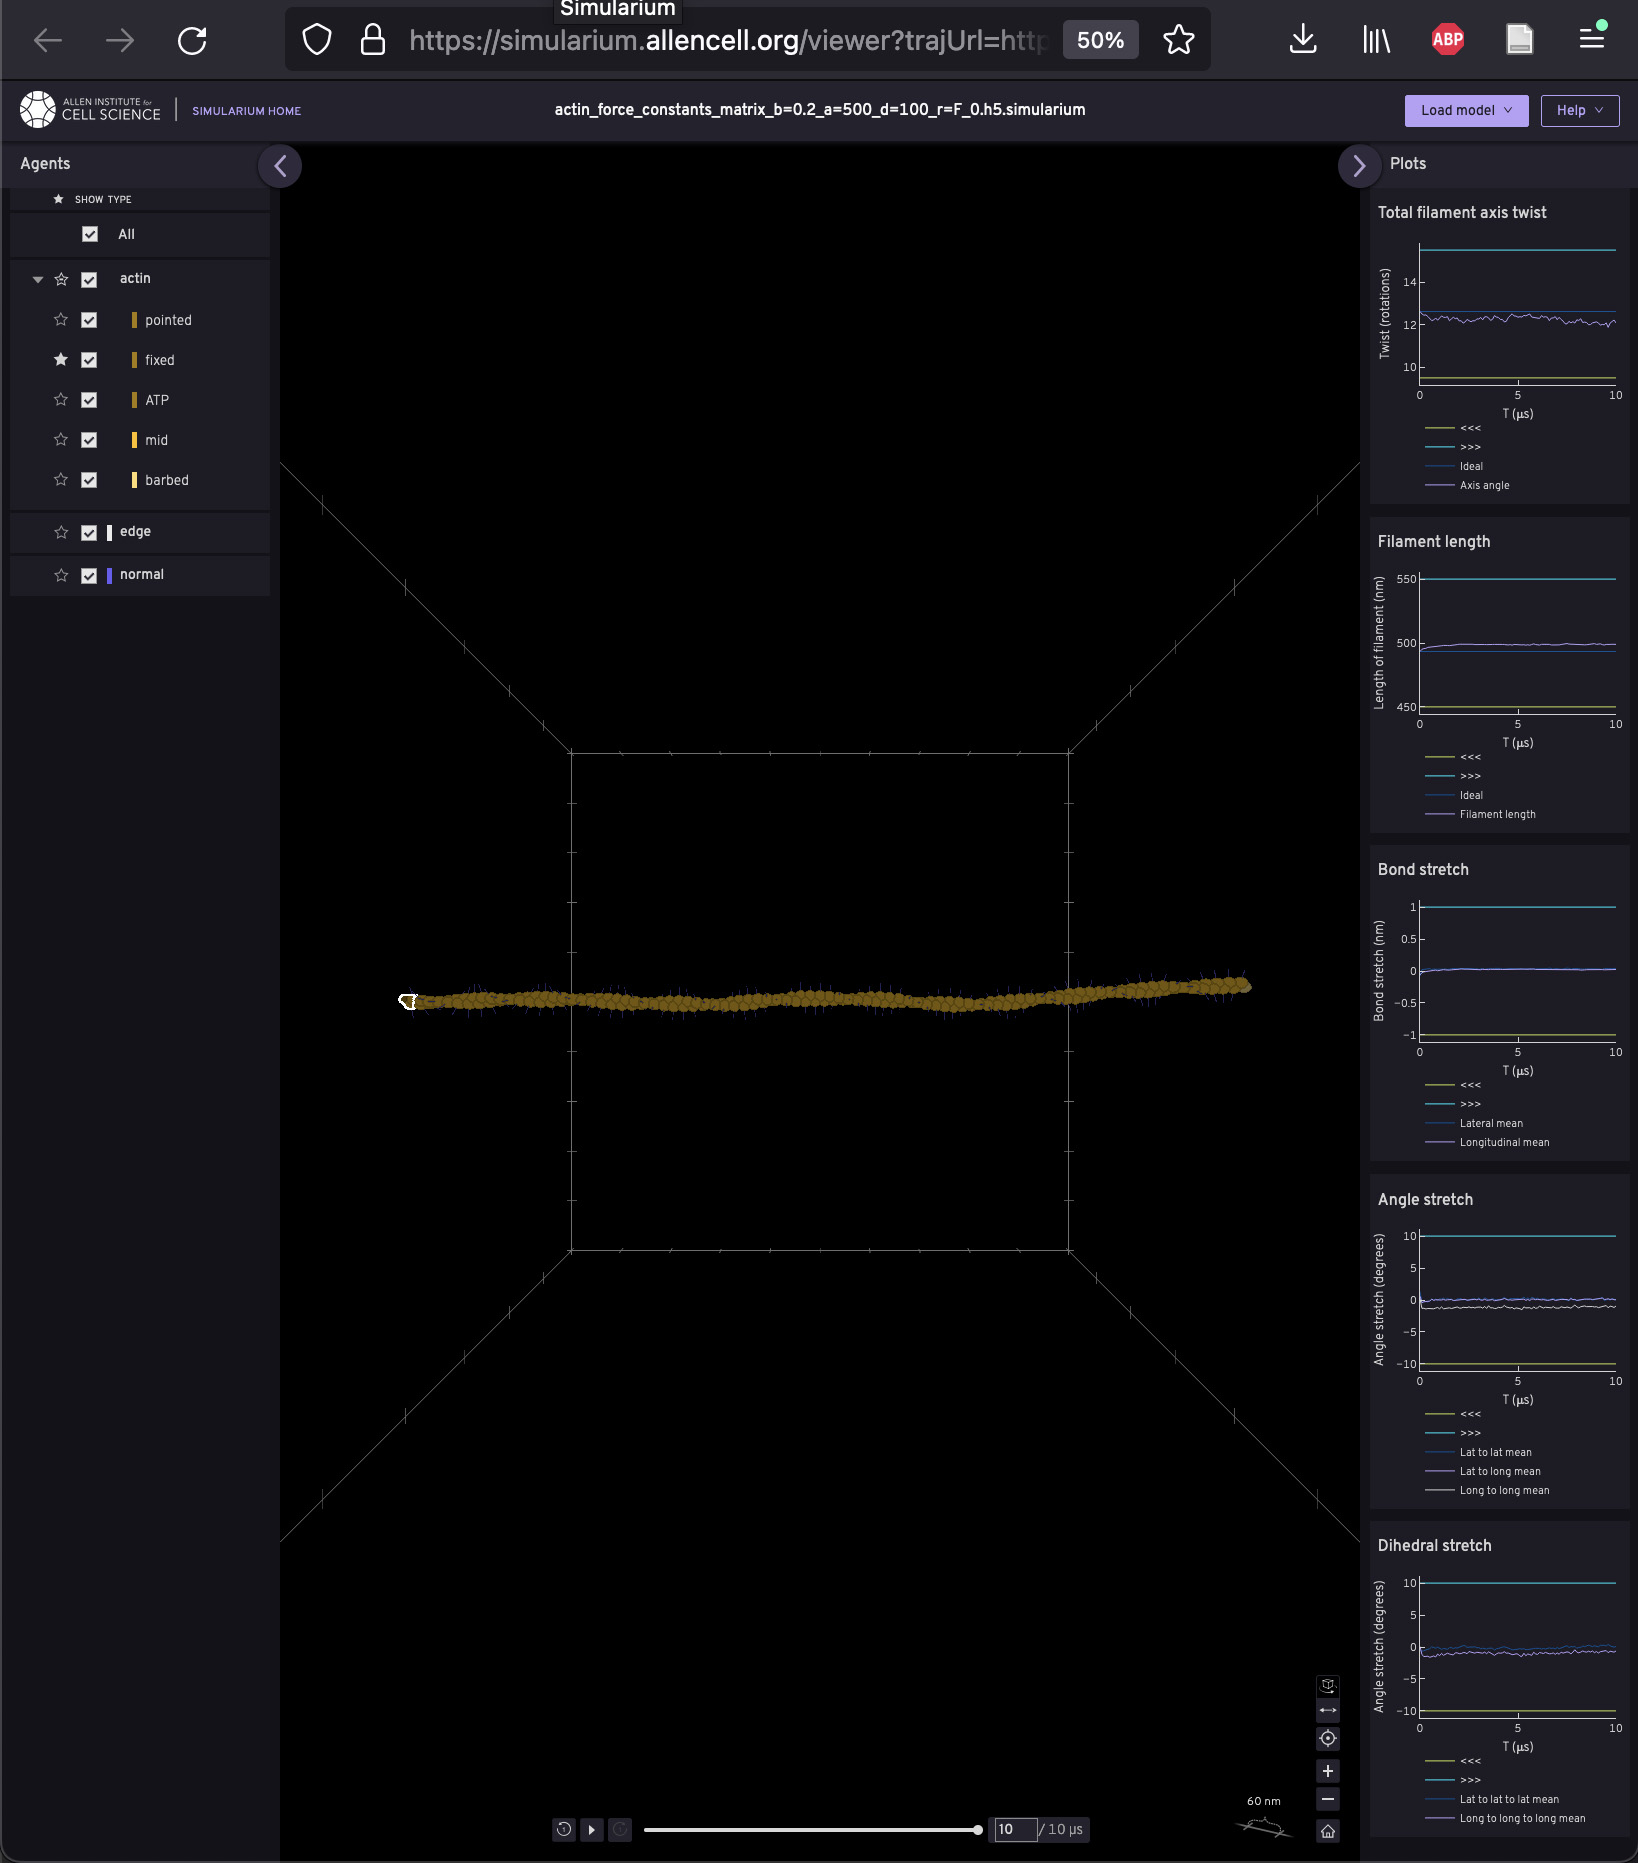 Simularium
https://simularium.allencell.org/viewer?trajUrl=http
50%
ABP
ALLEN INSTITUTE for
CELL SCIENCE
SIMULARIUM HOME
actin_force_constants_matrix_b=0.2_a=500_d=100_r=F_0.h5.simularium
Load model
Help
Agents
SHOW TYPE
All
actin
pointed
fixed
ATP
mid
barbed
edge
normal
60 nm
10 / 10 μs
Plots
Total filament axis twist
Twist (rotations)
14
12
10
0 5 10
T (μs)
<<<
>>>
Ideal
Axis angle
Filament length
Length of filament (nm)
550
500
450
0 5 10
T (μs)
<<<
>>>
Ideal
Filament length
Bond stretch
Bond stretch (nm)
1
0.5
0
−0.5
−1
0 5 10
T (μs)
<<<
>>>
Lateral mean
Longitudinal mean
Angle stretch
Angle stretch (degrees)
10
5
0
−5
−10
0 5 10
T (μs)
<<<
>>>
Lat to lat mean
Lat to long mean
Long to long mean
Dihedral stretch
Angle stretch (degrees)
10
5
0
−5
−10
0 5 10
T (μs)
<<<
>>>
Lat to lat to lat mean
Long to long to long mean